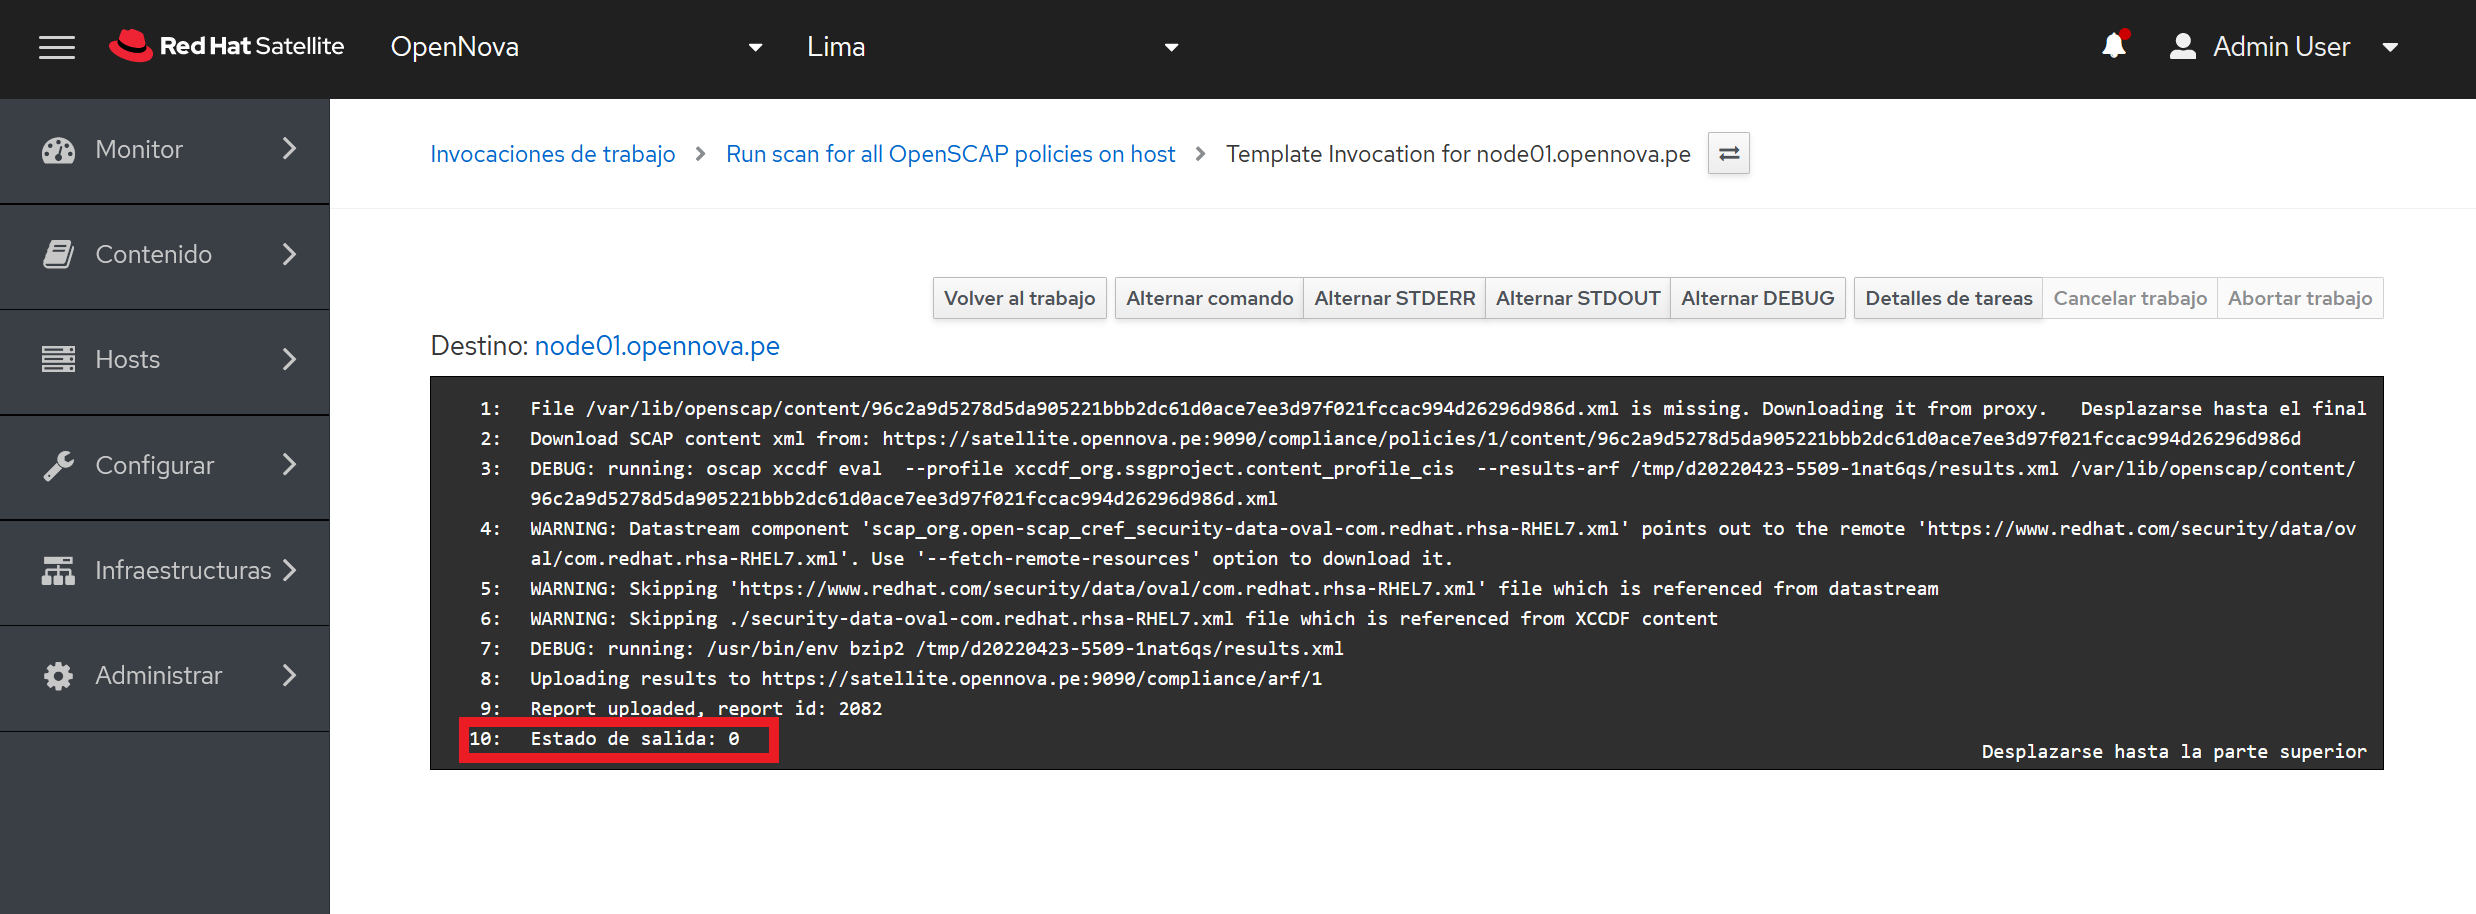 Red Hat Satellite
OpenNova
Lima
Admin User
Monitor
Contenido
Hosts
Configurar
Infraestructuras
Administrar
Invocaciones de trabajo
Run scan for all OpenSCAP policies on host
Template Invocation for node01.opennova.pe
Volver al trabajo
Alternar comando
Alternar STDERR
Alternar STDOUT
Alternar DEBUG
Detalles de tareas
Cancelar trabajo
Abortar trabajo
Destino: node01.opennova.pe
1: File /var/lib/openscap/content/96c2a9d5278d5da905221bbb2dc61d0ace7ee3d97f021fccac994d26296d986d.xml is missing. Downloading it from proxy. Desplazarse hasta el final
2: Download SCAP content xml from: https://satellite.opennova.pe:9090/compliance/policies/1/content/96c2a9d5278d5da905221bbb2dc61d0ace7ee3d97f021fccac994d26296d986d
3: DEBUG: running: oscap xccdf eval  --profile xccdf_org.ssgproject.content_profile_cis  --results-arf /tmp/d20220423-5509-1nat6qs/results.xml /var/lib/openscap/content/
96c2a9d5278d5da905221bbb2dc61d0ace7ee3d97f021fccac994d26296d986d.xml
4: WARNING: Datastream component 'scap_org.open-scap_cref_security-data-oval-com.redhat.rhsa-RHEL7.xml' points out to the remote 'https://www.redhat.com/security/data/ov
al/com.redhat.rhsa-RHEL7.xml'. Use '--fetch-remote-resources' option to download it.
5: WARNING: Skipping 'https://www.redhat.com/security/data/oval/com.redhat.rhsa-RHEL7.xml' file which is referenced from datastream
6: WARNING: Skipping ./security-data-oval-com.redhat.rhsa-RHEL7.xml file which is referenced from XCCDF content
7: DEBUG: running: /usr/bin/env bzip2 /tmp/d20220423-5509-1nat6qs/results.xml
8: Uploading results to https://satellite.opennova.pe:9090/compliance/arf/1
9: Report uploaded, report id: 2082
10: Estado de salida: 0
Desplazarse hasta la parte superior